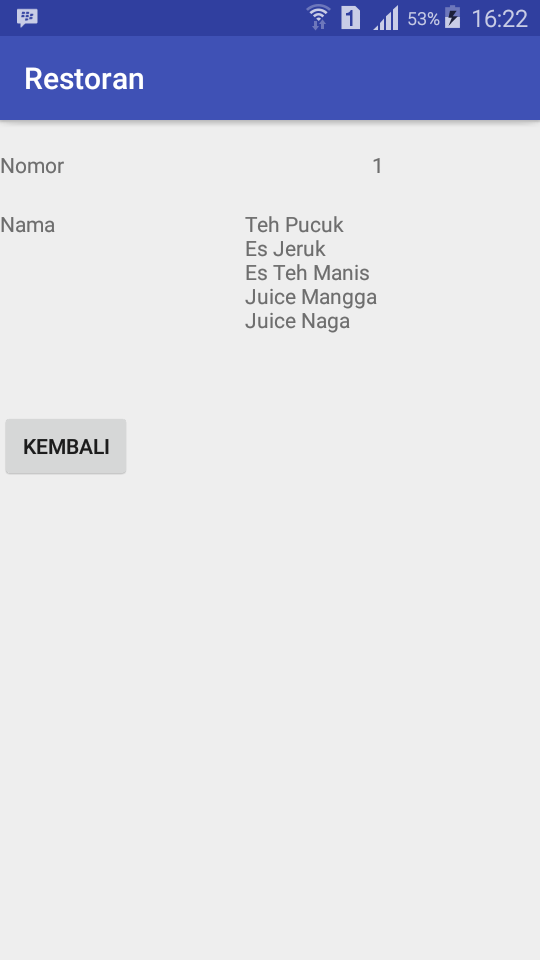 1 53% 16:22
Restoran
Nomor 1
Nama Teh Pucuk
Es Jeruk
Es Teh Manis
Juice Mangga
Juice Naga
KEMBALI